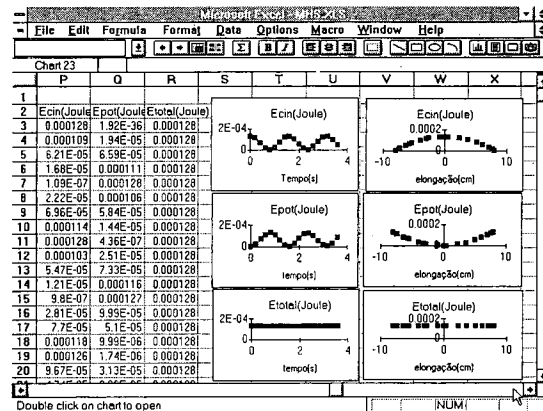 Microsoft Excel - MHS.XLS
File Edit Formula Format Data Options Macro Window Help
Chart 23
P Q R S T U V W X
1
2 Ecin(Joule Epot(Joule Etotal(Joule)
3 0.000128 1.92E-36 0.000128
4 0.000109 1.94E-05 0.000128
5 6.21E-05 6.59E-05 0.000128
6 1.68E-05 0.000111 0.000128
7 1.09E-07 0.000128 0.000128
8 2.22E-05 0.000106 0.000128
9 6.96E-05 5.84E-05 0.000128
10 0.000114 1.44E-05 0.000128
11 0.000128 4.36E-07 0.000128
12 0.000103 2.51E-05 0.000128
13 5.47E-05 7.33E-05 0.000128
14 1.21E-05 0.000116 0.000128
15 9.8E-07 0.000127 0.000128
16 2.81E-05 9.99E-05 0.000128
17 7.7E-05 5.1E-05 0.000128
18 0.000118 9.99E-06 0.000128
19 0.000126 1.74E-06 0.000128
20 9.67E-05 3.13E-05 0.000128
Ecin(Joule)
2E-04
0
0 2 4
Tempo(s)
Ecin(Joule)
0.0002
0
-10 0 10
elongação(cm)
Epot(Joule)
2E-04
0
0 2 4
tempo(s)
Epot(Joule)
0.0002
0
-10 0 10
elongação(cm)
Etotal(Joule)
2E-04
0
0 2 4
tempo(s)
Etotal(Joule)
0.0002
0
-10 0 10
elongação(cm)
Double click on chart to open
NUM